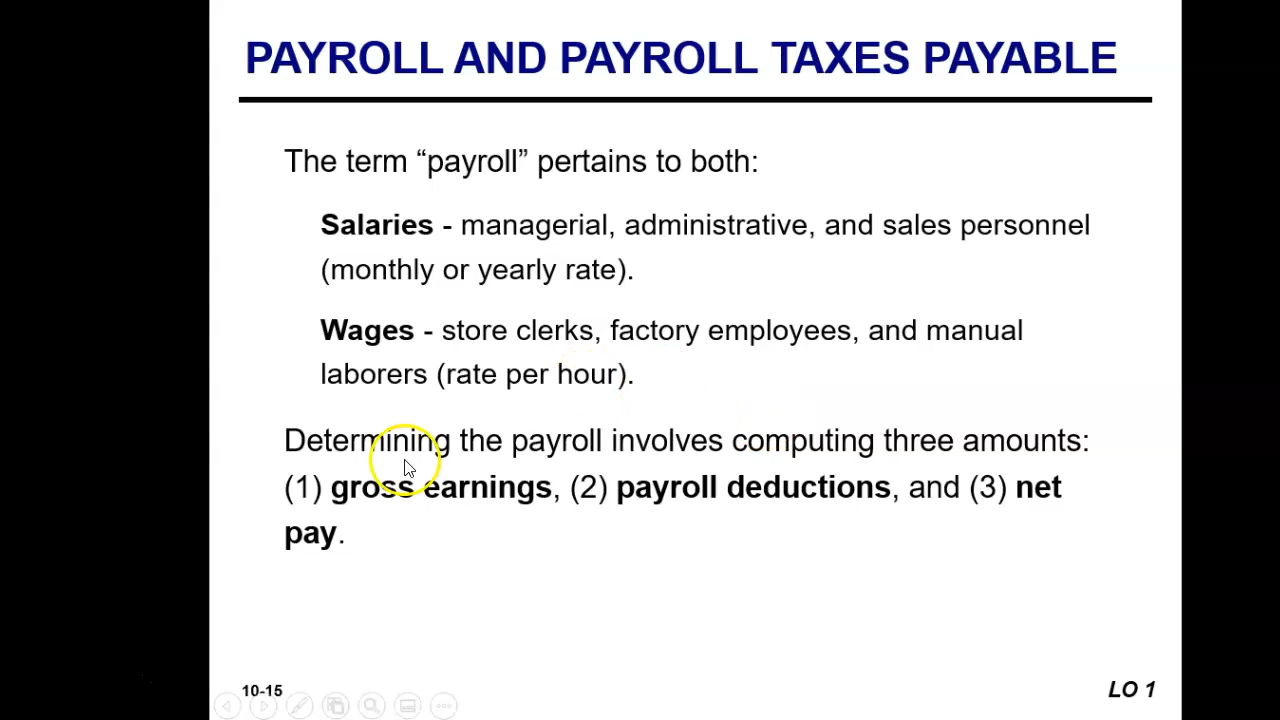 PAYROLL AND PAYROLL TAXES PAYABLE
The term “payroll” pertains to both:
Salaries - managerial, administrative, and sales personnel
(monthly or yearly rate).
Wages - store clerks, factory employees, and manual
laborers (rate per hour).
Determining the payroll involves computing three amounts:
(1) gross earnings, (2) payroll deductions, and (3) net
pay.
10-15
LO 1